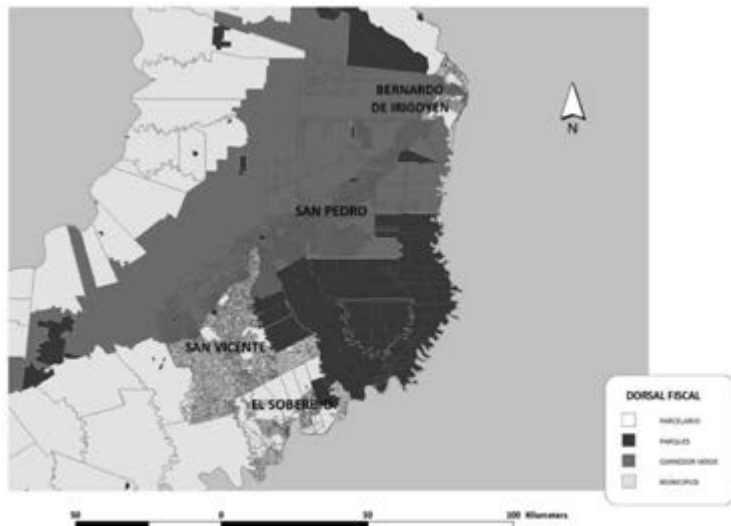 BERNARDO
DE IRIGOYEN
N
SAN PEDRO
SAN VICENTE
EL SOBERBIO
DORSAL FISCAL
PARCELARIO
PARQUES
CORREDOR VERDE
MUNICIPIOS
50 0 50 100 Kilometers